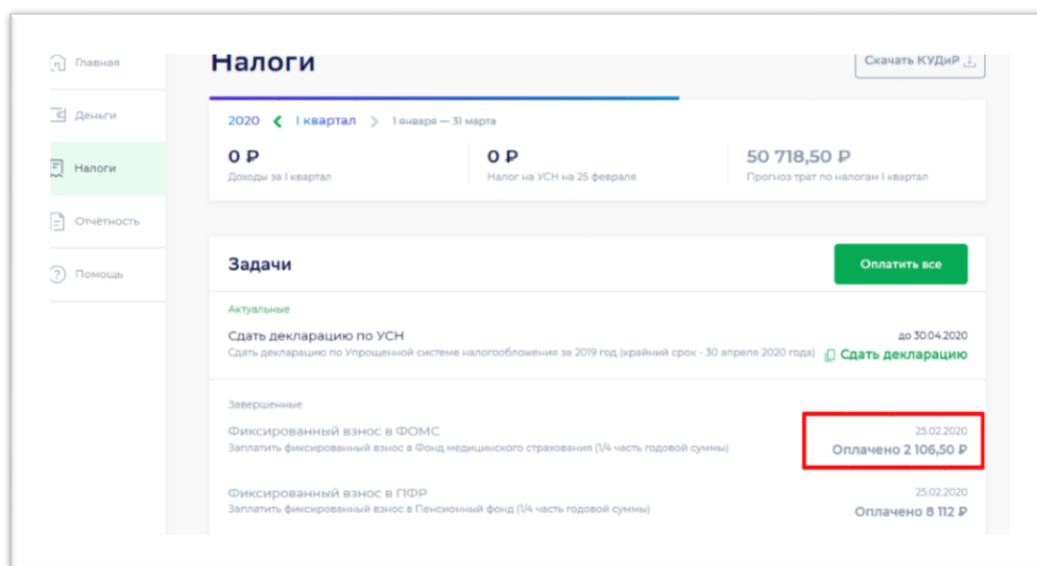 Главная
Деньги
Налоги
Отчётность
Помощь
Налоги
Скачать КУДиР
2020 I квартал 1 января — 31 марта
0 ₽
Доходы за I квартал
0 ₽
Налог на УСН на 25 февраля
50 718,50 ₽
Прогноз трат по налогам I квартал
Задачи
Оплатить все
Актуальные
Сдать декларацию по УСН
до 30.04.2020
Сдать декларацию по Упрощенной системе налогообложения за 2019 год (крайний срок - 30 апреля 2020 года)
Сдать декларацию
Завершенные
Фиксированный взнос в ФОМС
25.02.2020
Заплатить фиксированный взнос в Фонд медицинского страхования (1/4 часть годовой суммы)
Оплачено 2 106,50 ₽
Фиксированный взнос в ПФР
25.02.2020
Заплатить фиксированный взнос в Пенсионный фонд (1/4 часть годовой суммы)
Оплачено 8 112 ₽